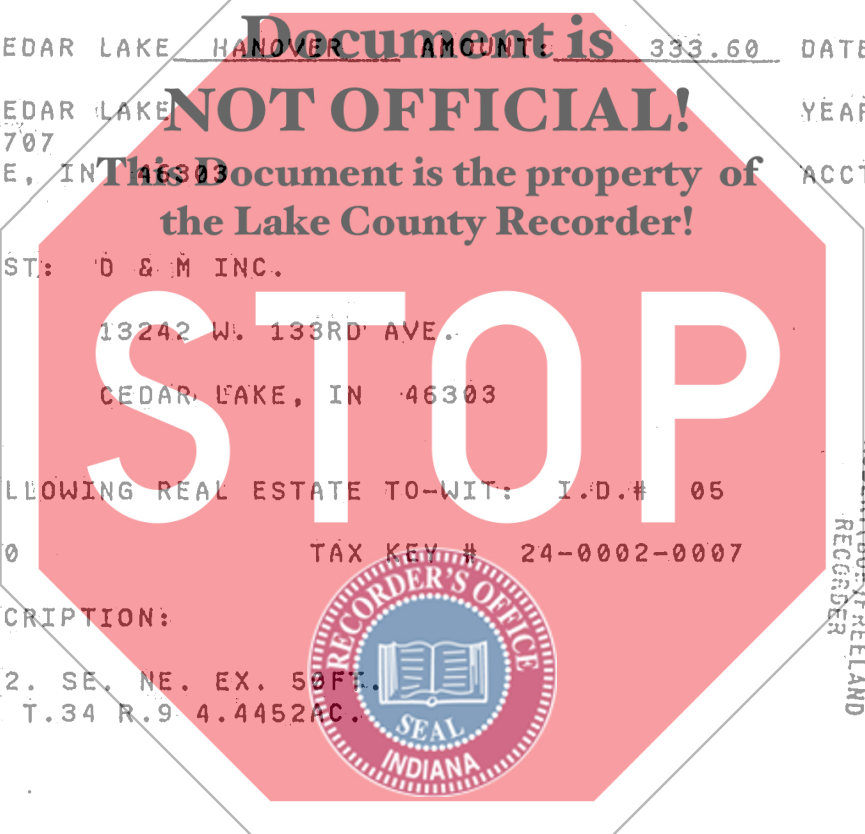 EDAR LAKE HANOVER AMOUNT: 333.60 DATE
Document is
EDAR LAKE YEAR
NOT OFFICIAL!
707
E, IN 46303 ACCT
This Document is the property of
the Lake County Recorder!
ST: D & M INC.
13242 W. 133RD AVE.
CEDAR LAKE, IN 46303
STOP
LLOWING REAL ESTATE TO-WIT: I.D.# 05
0 TAX KEY # 24-0002-0007
CRIPTION:
2. SE. NE. EX. 50FT.
T.34 R.9 4.4452AC.
RECORDER'S OFFICE
SEAL
INDIANA
RECORDER
FREELAND